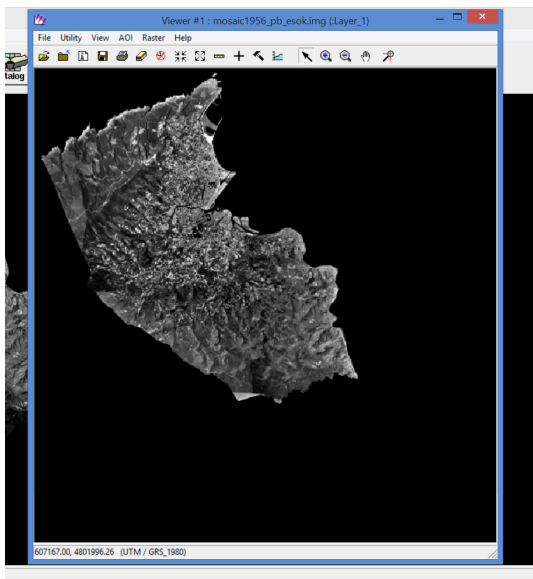 Viewer #1 : mosaic1956_pb_esok.img (:Layer_1)
File Utility View AOI Raster Help
talog
607167.00, 4801996.26 (UTM / GRS_1980)